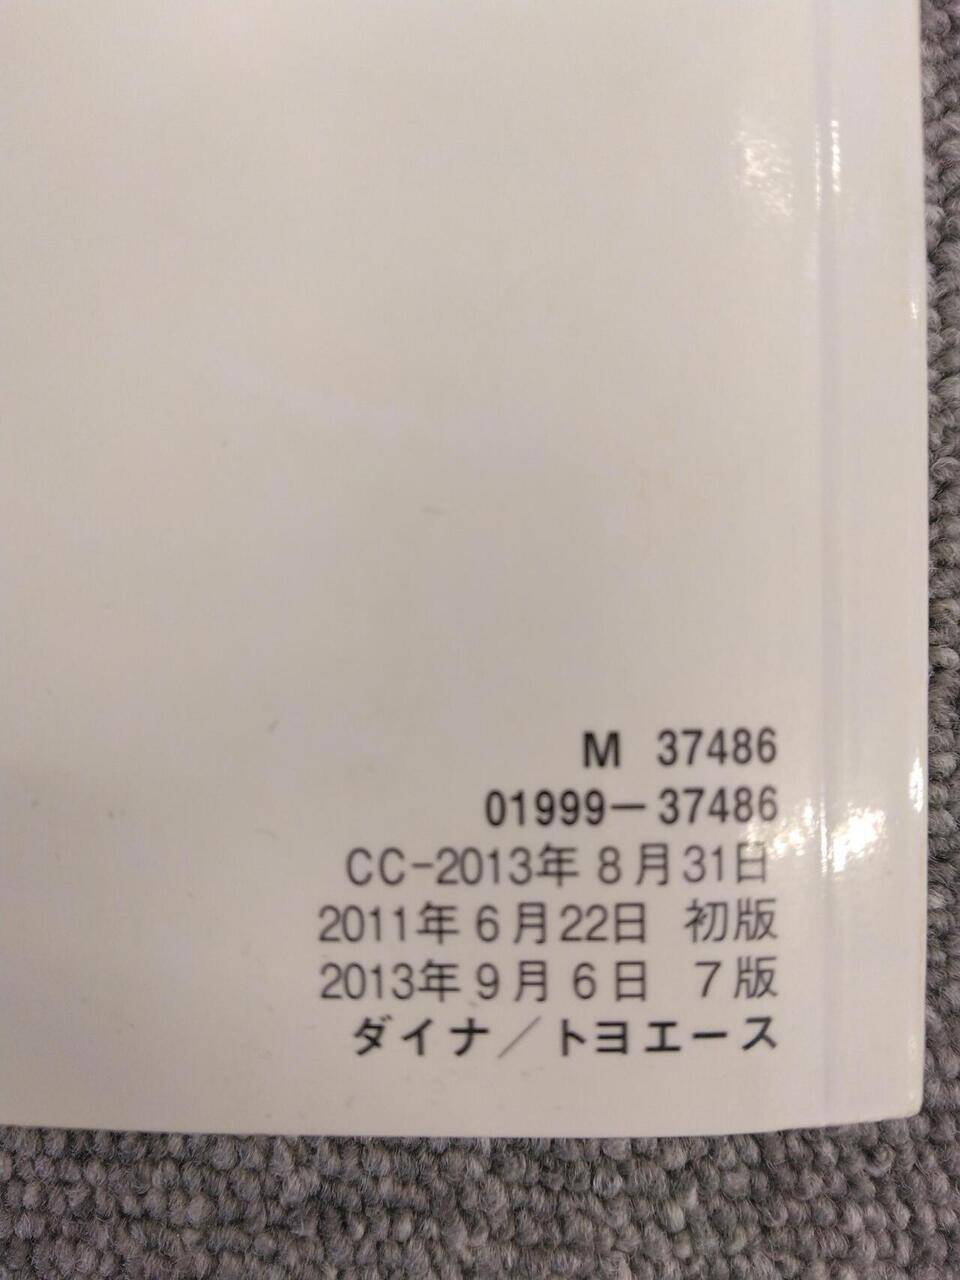 M 37486
01999-37486
CC-2013年 8月31日
2011年 6月22日 初版
2013年 9月 6日 7版
ダイナ／トヨエース